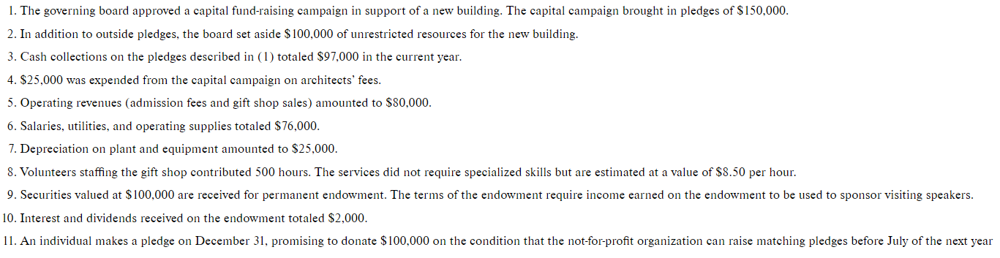 1. The governing board approved a capital fund-raising campaign in support of a new building. The capital campaign brought in pledges of $150,000.
2. In addition to outside pledges, the board set aside $100,000 of unrestricted resources for the new building.
3. Cash collections on the pledges described in (1) totaled $97,000 in the current year.
4. $25,000 was expended from the capital campaign on architects’ fees.
5. Operating revenues (admission fees and gift shop sales) amounted to $80,000.
6. Salaries, utilities, and operating supplies totaled $76,000.
7. Depreciation on plant and equipment amounted to $25,000.
8. Volunteers staffing the gift shop contributed 500 hours. The services did not require specialized skills but are estimated at a value of $8.50 per hour.
9. Securities valued at $100,000 are received for permanent endowment. The terms of the endowment require income earned on the endowment to be used to sponsor visiting speakers.
10. Interest and dividends received on the endowment totaled $2,000.
11. An individual makes a pledge on December 31, promising to donate $100,000 on the condition that the not-for-profit organization can raise matching pledges before July of the next year